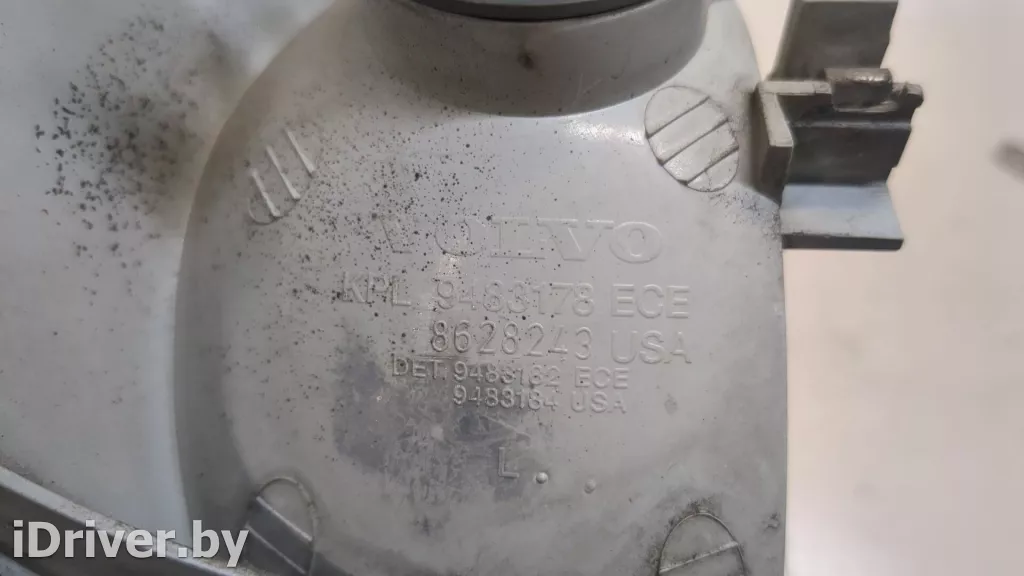 VOLVO
KPL 9483178 ECE
8628243 USA
DET 9483182 ECE
9483184 USA
L
iDriver.by